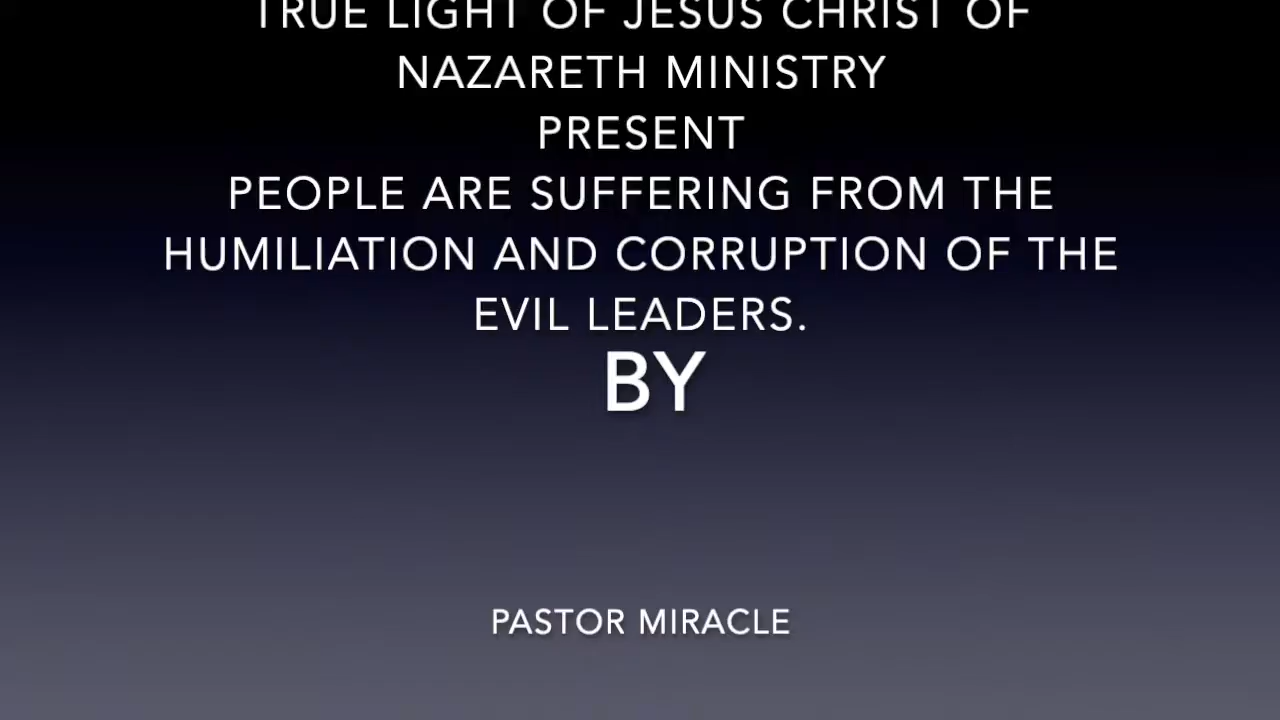 TRUE LIGHT OF JESUS CHRIST OF
NAZARETH MINISTRY
PRESENT
PEOPLE ARE SUFFERING FROM THE
HUMILIATION AND CORRUPTION OF THE
EVIL LEADERS.
BY
PASTOR MIRACLE